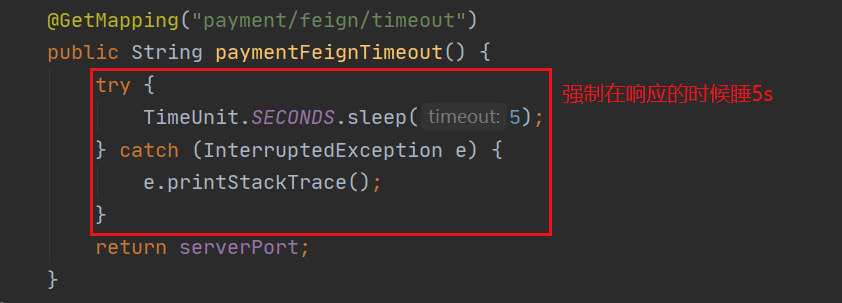 @GetMapping("payment/feign/timeout")
public String paymentFeignTimeout() {
try {
TimeUnit.SECONDS.sleep( timeout: 5);
} catch (InterruptedException e) {
e.printStackTrace();
}
return serverPort;
}
强制在响应的时候睡5s